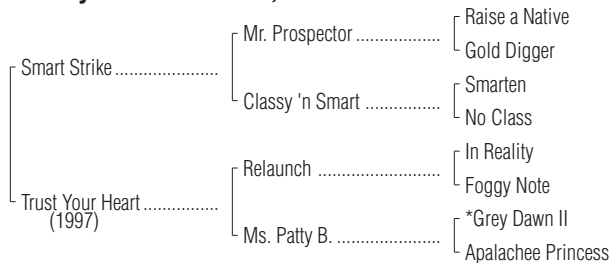 Raise a Native
Mr. Prospector
Gold Digger
Smart Strike
Smarten
Classy 'n Smart
No Class
In Reality
Relaunch
Foggy Note
Trust Your Heart
(1997)
*Grey Dawn II
Ms. Patty B.
Apalachee Princess